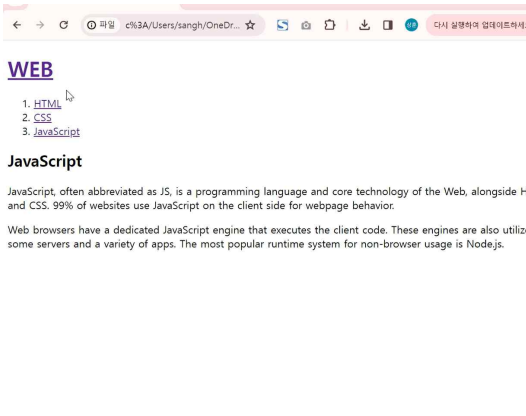 파일 c%3A/Users/sangh/OneDr... 다시 실행하여 업데이트하세
WEB
1. HTML
2. CSS
3. JavaScript
JavaScript
JavaScript, often abbreviated as JS, is a programming language and core technology of the Web, alongside H
and CSS. 99% of websites use JavaScript on the client side for webpage behavior.
Web browsers have a dedicated JavaScript engine that executes the client code. These engines are also utiliz
some servers and a variety of apps. The most popular runtime system for non-browser usage is Node.js.